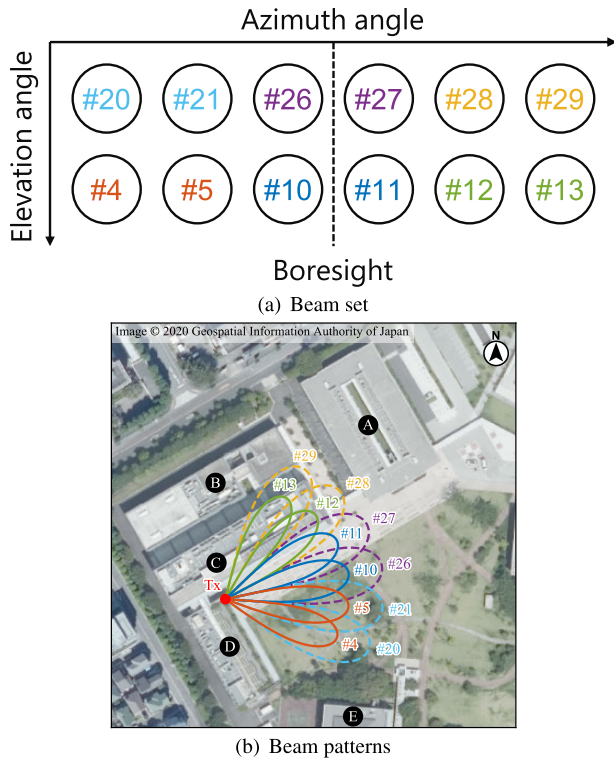 Azimuth angle
Elevation angle
#20 #21 #26 #27 #28 #29
#4 #5 #10 #11 #12 #13
Boresight
(a) Beam set
Image © 2020 Geospatial Information Authority of Japan
N
A
#29
B
#13
#28
#12
#27
#11
C
#26
#10
Tx
#5
#21
D
#4
#20
E
(b) Beam patterns